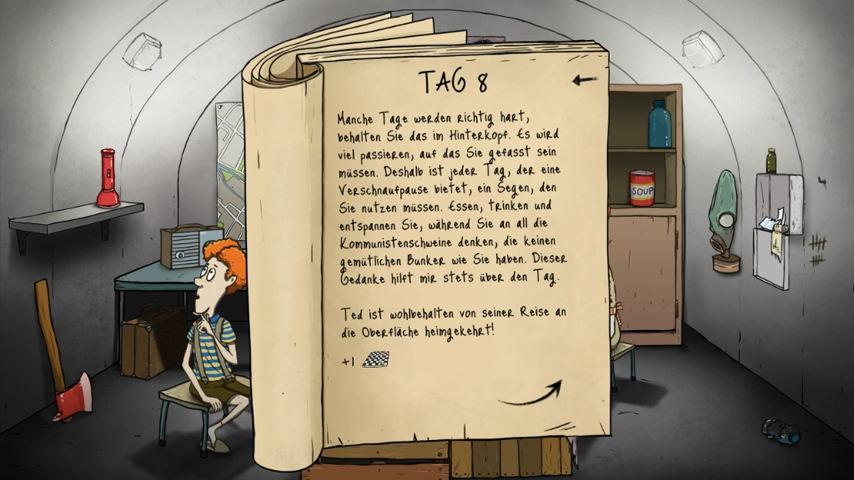 TAG 8
Manche Tage werden richtig hart,
behalten Sie das im Hinterkopf. Es wird
viel passieren, auf das Sie gefasst sein
müssen. Deshalb ist jeder Tag, der eine
Verschnaufpause bietet, ein Segen, den
Sie nutzen müssen. Essen, trinken und
entspannen Sie, während Sie an all die
Kommunistenschweine denken, die keinen
gemütlichen Bunker wie Sie haben. Dieser
Gedanke hilft mir stets über den Tag.
Ted ist wohlbehalten von seiner Reise an
die Oberfläche heimgekehrt!
+1
SOUP